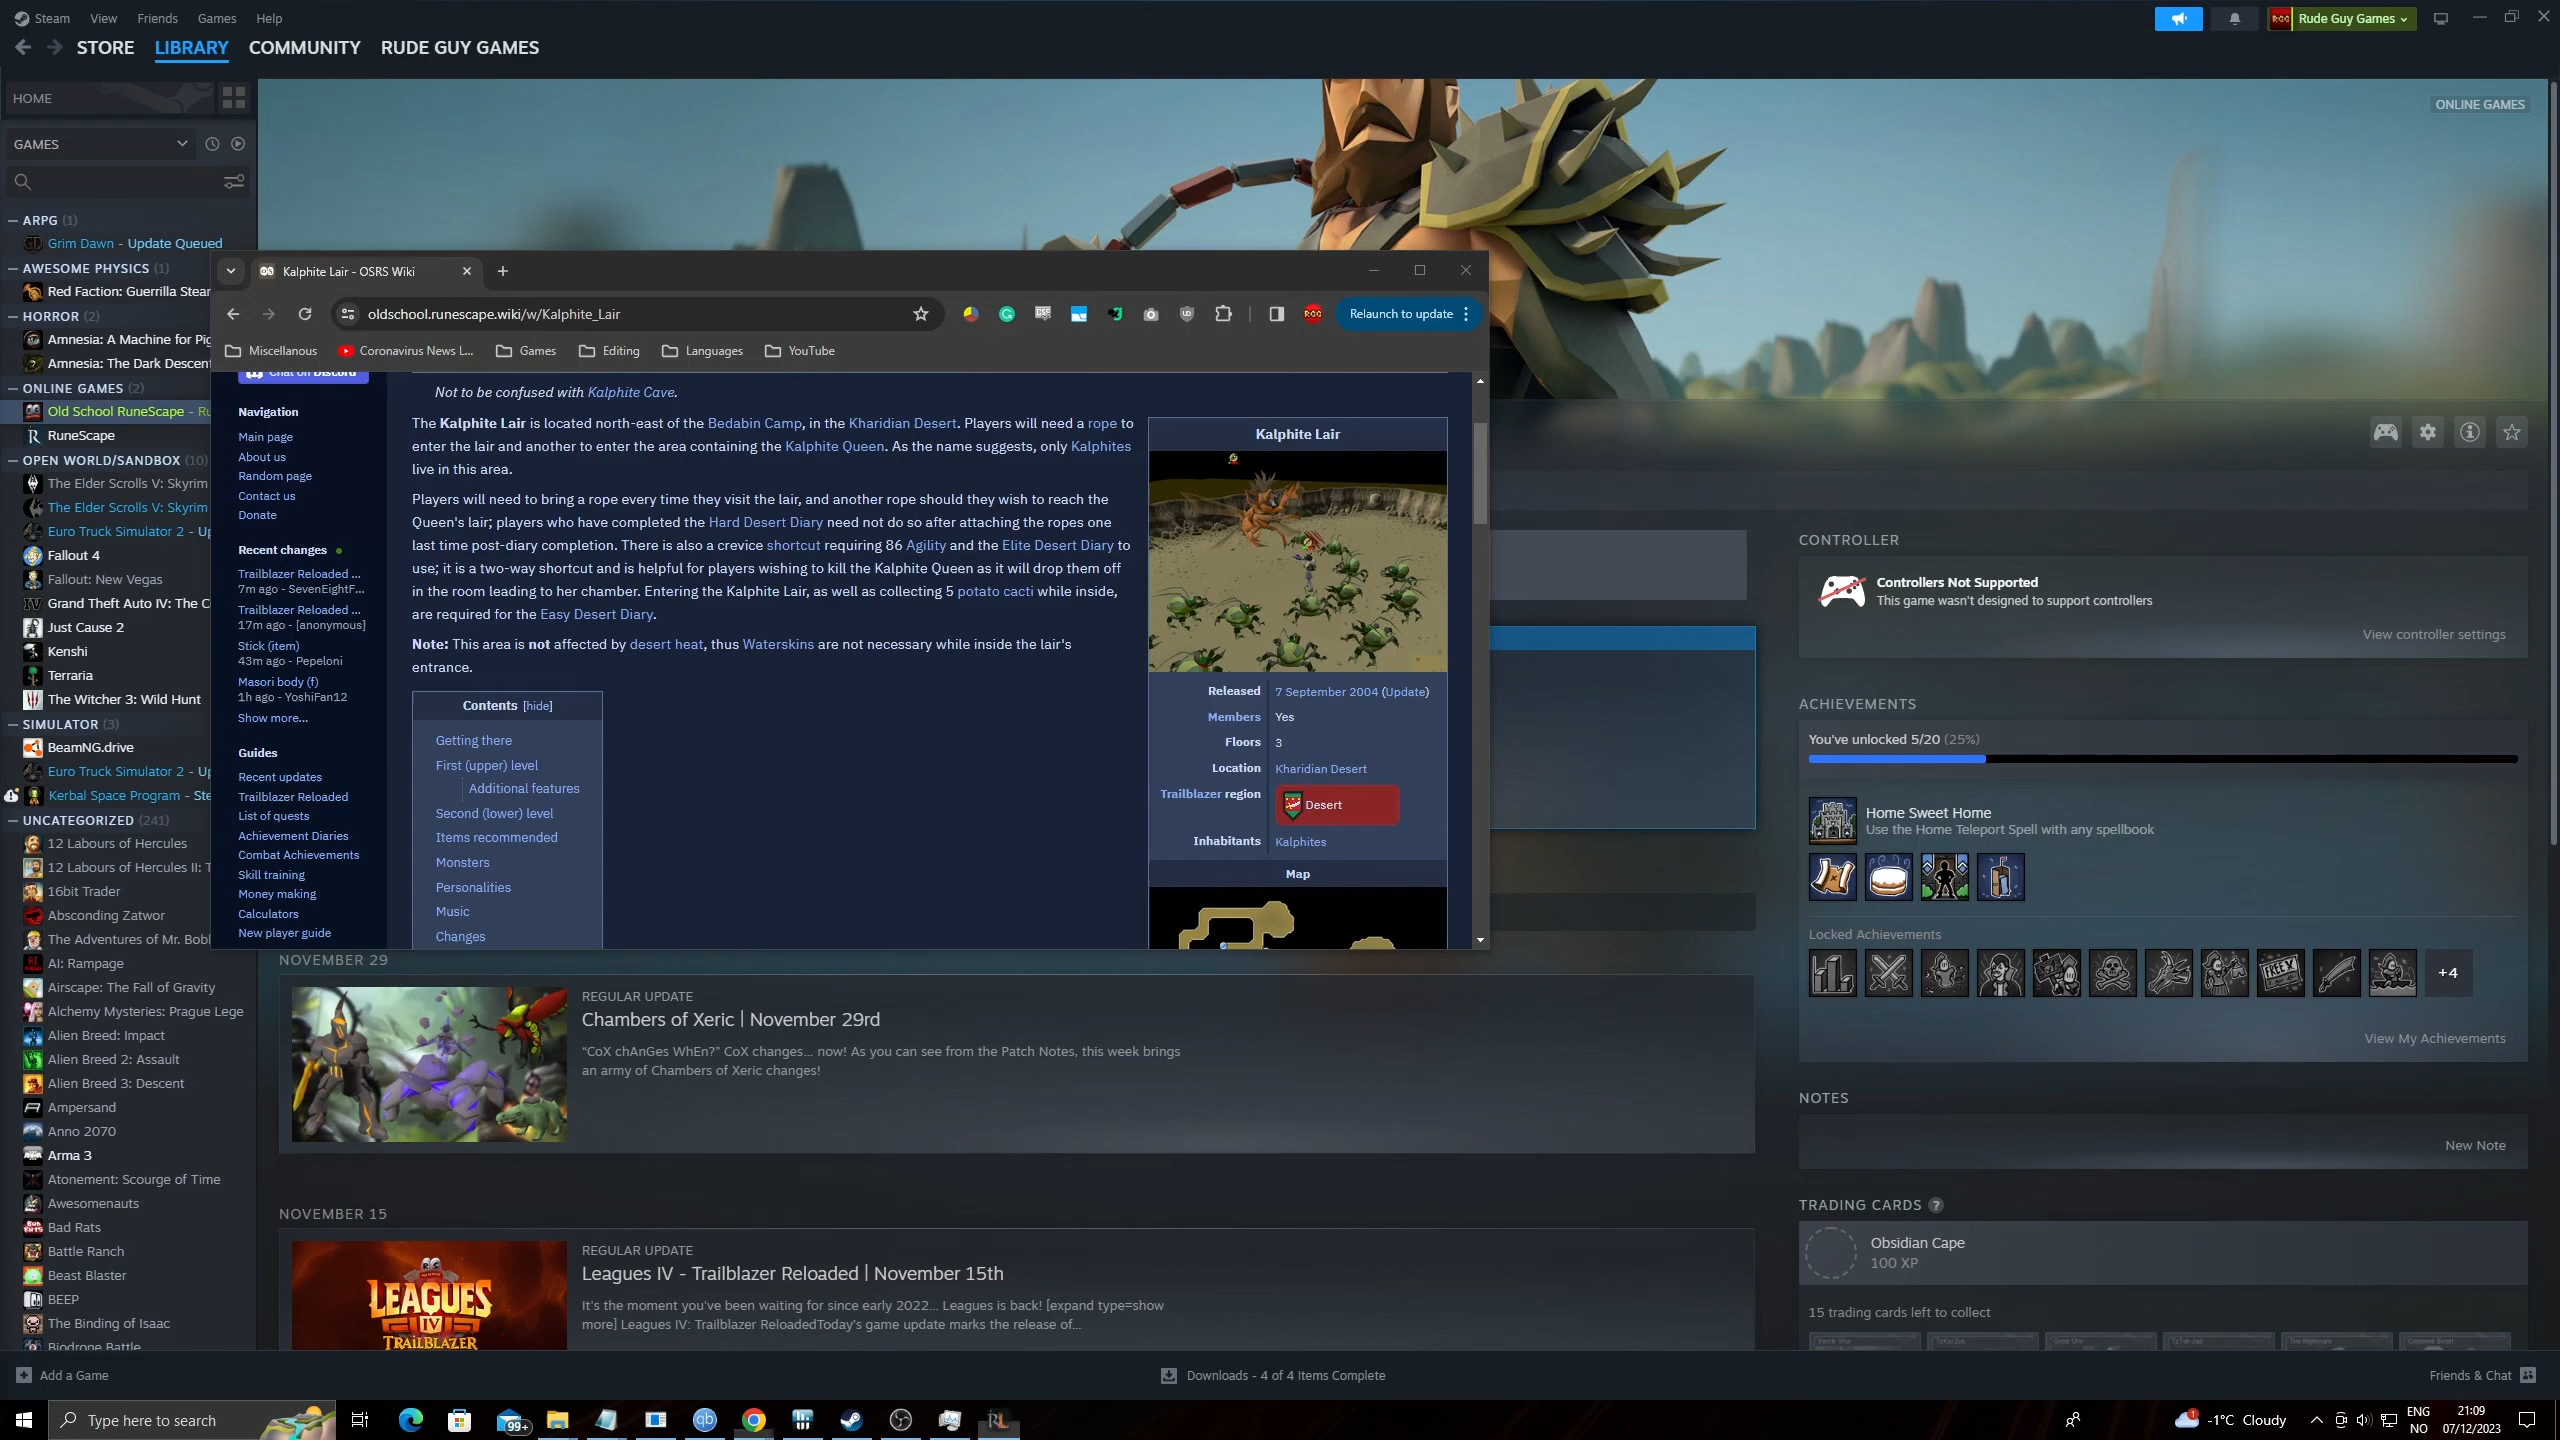 Steam View Friends Games Help
Rude Guy Games
STORE LIBRARY COMMUNITY RUDE GUY GAMES
HOME
ONLINE GAMES
GAMES
ARPG (1)
Grim Dawn - Update Queued
AWESOME PHYSICS (1)
Red Faction: Guerrilla Stear
HORROR (2)
Amnesia: A Machine for Pig
Amnesia: The Dark Descent
ONLINE GAMES (2)
Old School RuneScape - Ru
RuneScape
OPEN WORLD/SANDBOX (10)
The Elder Scrolls V: Skyrim
The Elder Scrolls V: Skyrim
Euro Truck Simulator 2 - Up
Fallout 4
Fallout: New Vegas
Grand Theft Auto IV: The C
Just Cause 2
Kenshi
Terraria
The Witcher 3: Wild Hunt
SIMULATOR (3)
BeamNG.drive
Euro Truck Simulator 2 - Up
Kerbal Space Program - Ste
UNCATEGORIZED (241)
12 Labours of Hercules
12 Labours of Hercules II: T
16bit Trader
Absconding Zatwor
The Adventures of Mr. Bobl
AI: Rampage
Airscape: The Fall of Gravity
Alchemy Mysteries: Prague Lege
Alien Breed: Impact
Alien Breed 2: Assault
Alien Breed 3: Descent
Ampersand
Anno 2070
Arma 3
Atonement: Scourge of Time
Awesomenauts
Bad Rats
Battle Ranch
Beast Blaster
BEEP
The Binding of Isaac
Biodrome Battle
Add a Game
Kalphite Lair - OSRS Wiki
oldschool.runescape.wiki/w/Kalphite_Lair
Relaunch to update
Miscellanous Coronavirus News L... Games Editing Languages YouTube
Chat on Discord
Navigation
Main page
About us
Random page
Contact us
Donate
Recent changes
Trailblazer Reloaded ...
7m ago - SevenEightF...
Trailblazer Reloaded ...
17m ago - [anonymous]
Stick (item)
43m ago - Pepeloni
Masori body (f)
1h ago - YoshiFan12
Show more...
Guides
Recent updates
Trailblazer Reloaded
List of quests
Achievement Diaries
Combat Achievements
Skill training
Money making
Calculators
New player guide
Not to be confused with Kalphite Cave.
The Kalphite Lair is located north-east of the Bedabin Camp, in the Kharidian Desert. Players will need a rope to
enter the lair and another to enter the area containing the Kalphite Queen. As the name suggests, only Kalphites
live in this area.
Players will need to bring a rope every time they visit the lair, and another rope should they wish to reach the
Queen's lair; players who have completed the Hard Desert Diary need not do so after attaching the ropes one
last time post-diary completion. There is also a crevice shortcut requiring 86 Agility and the Elite Desert Diary to
use; it is a two-way shortcut and is helpful for players wishing to kill the Kalphite Queen as it will drop them off
in the room leading to her chamber. Entering the Kalphite Lair, as well as collecting 5 potato cacti while inside,
are required for the Easy Desert Diary.
Note: This area is not affected by desert heat, thus Waterskins are not necessary while inside the lair's
entrance.
Contents [hide]
Getting there
First (upper) level
Additional features
Second (lower) level
Items recommended
Monsters
Personalities
Music
Changes
Kalphite Lair
Released 7 September 2004 (Update)
Members Yes
Floors 3
Location Kharidian Desert
Trailblazer region Desert
Inhabitants Kalphites
Map
NOVEMBER 29
REGULAR UPDATE
Chambers of Xeric | November 29rd
"CoX chAnGes WhEn?" CoX changes... now! As you can see from the Patch Notes, this week brings
an army of Chambers of Xeric changes!
NOVEMBER 15
LEAGUES
IV
TRAILBLAZER
REGULAR UPDATE
Leagues IV - Trailblazer Reloaded | November 15th
It's the moment you've been waiting for since early 2022... Leagues is back! [expand type=show
more] Leagues IV: Trailblazer ReloadedToday's game update marks the release of...
CONTROLLER
Controllers Not Supported
This game wasn't designed to support controllers
View controller settings
ACHIEVEMENTS
You've unlocked 5/20 (25%)
Home Sweet Home
Use the Home Teleport Spell with any spellbook
Locked Achievements
+4
View My Achievements
NOTES
New Note
TRADING CARDS ?
Obsidian Cape
100 XP
15 trading cards left to collect
Downloads - 4 of 4 Items Complete
Friends & Chat
Type here to search
99+
-1°C Cloudy
ENG
NO
21:09
07/12/2023